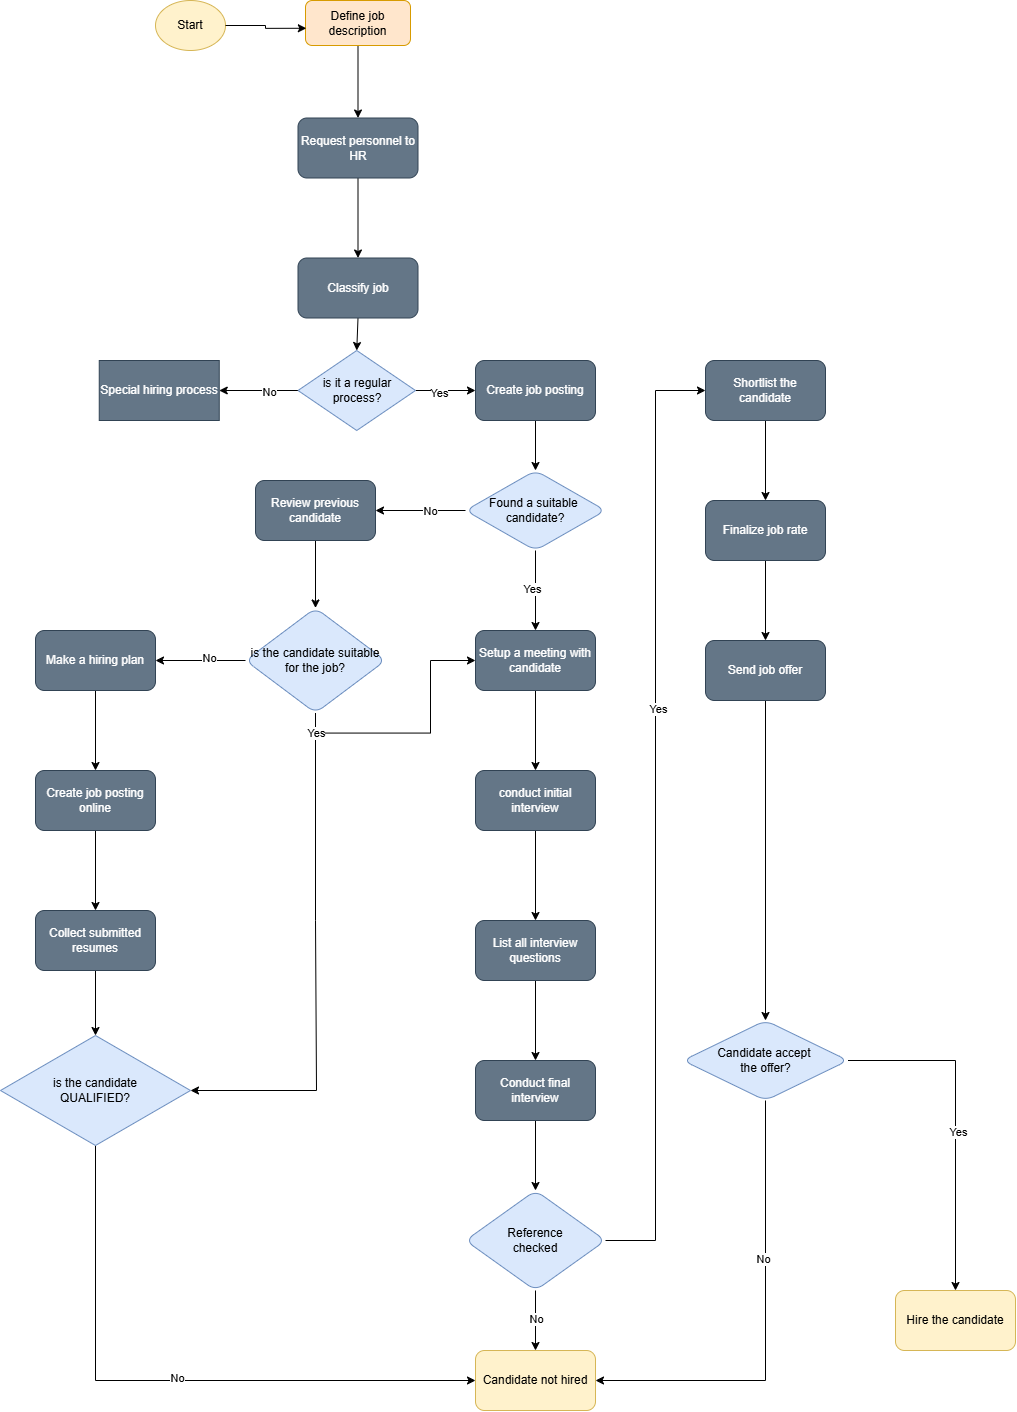 Start
Define job
description
Request personnel to
HR
Classify job
is it a regular
process?
No
Special hiring process
Yes
Create job posting
Found a suitable
candidate?
No
Review previous
candidate
Yes
is the candidate suitable
for the job?
No
Make a hiring plan
Yes
Create job posting
online
Collect submitted
resumes
is the candidate
QUALIFIED?
No
Setup a meeting with
candidate
conduct initial
interview
List all interview
questions
Conduct final
interview
Reference
checked
No
Yes
Shortlist the
candidate
Finalize job rate
Send job offer
Candidate accept
the offer?
No
Yes
Candidate not hired
Hire the candidate